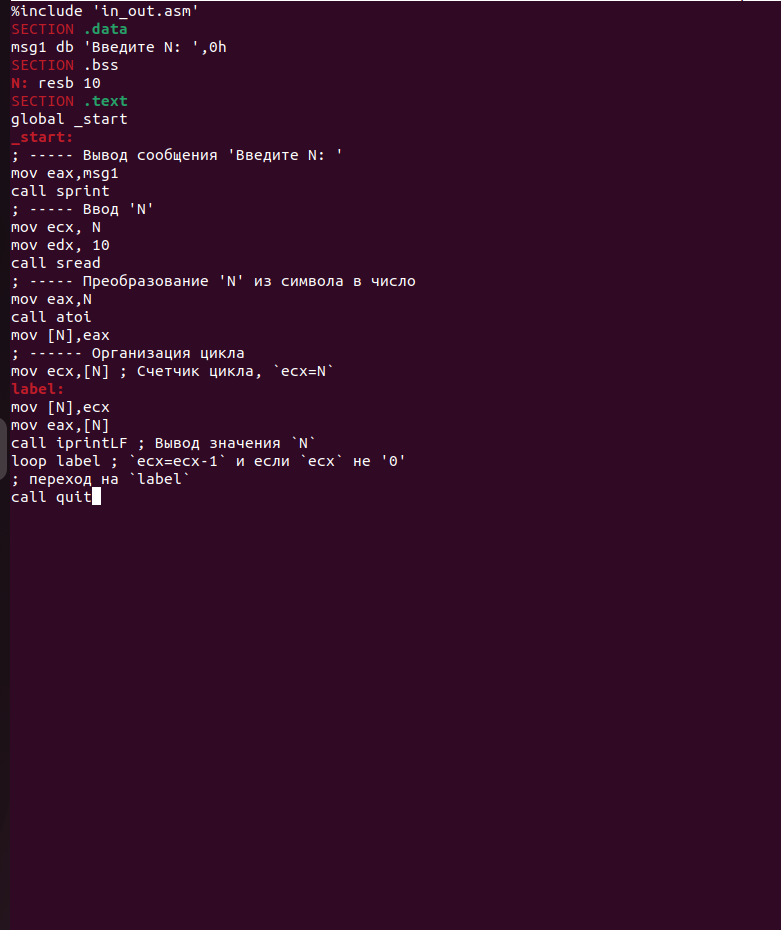 %include 'in_out.asm'
SECTION .data
msg1 db 'Введите N: ',0h
SECTION .bss
N: resb 10
SECTION .text
global _start
_start:
; ----- Вывод сообщения 'Введите N: '
mov eax,msg1
call sprint
; ----- Ввод 'N'
mov ecx, N
mov edx, 10
call sread
; ----- Преобразование 'N' из символа в число
mov eax,N
call atoi
mov [N],eax
; ------ Организация цикла
mov ecx,[N] ; Счетчик цикла, `ecx=N`
label:
mov [N],ecx
mov eax,[N]
call iprintLF ; Вывод значения `N`
loop label ; `ecx=ecx-1` и если `ecx` не '0'
; переход на `label`
call quit